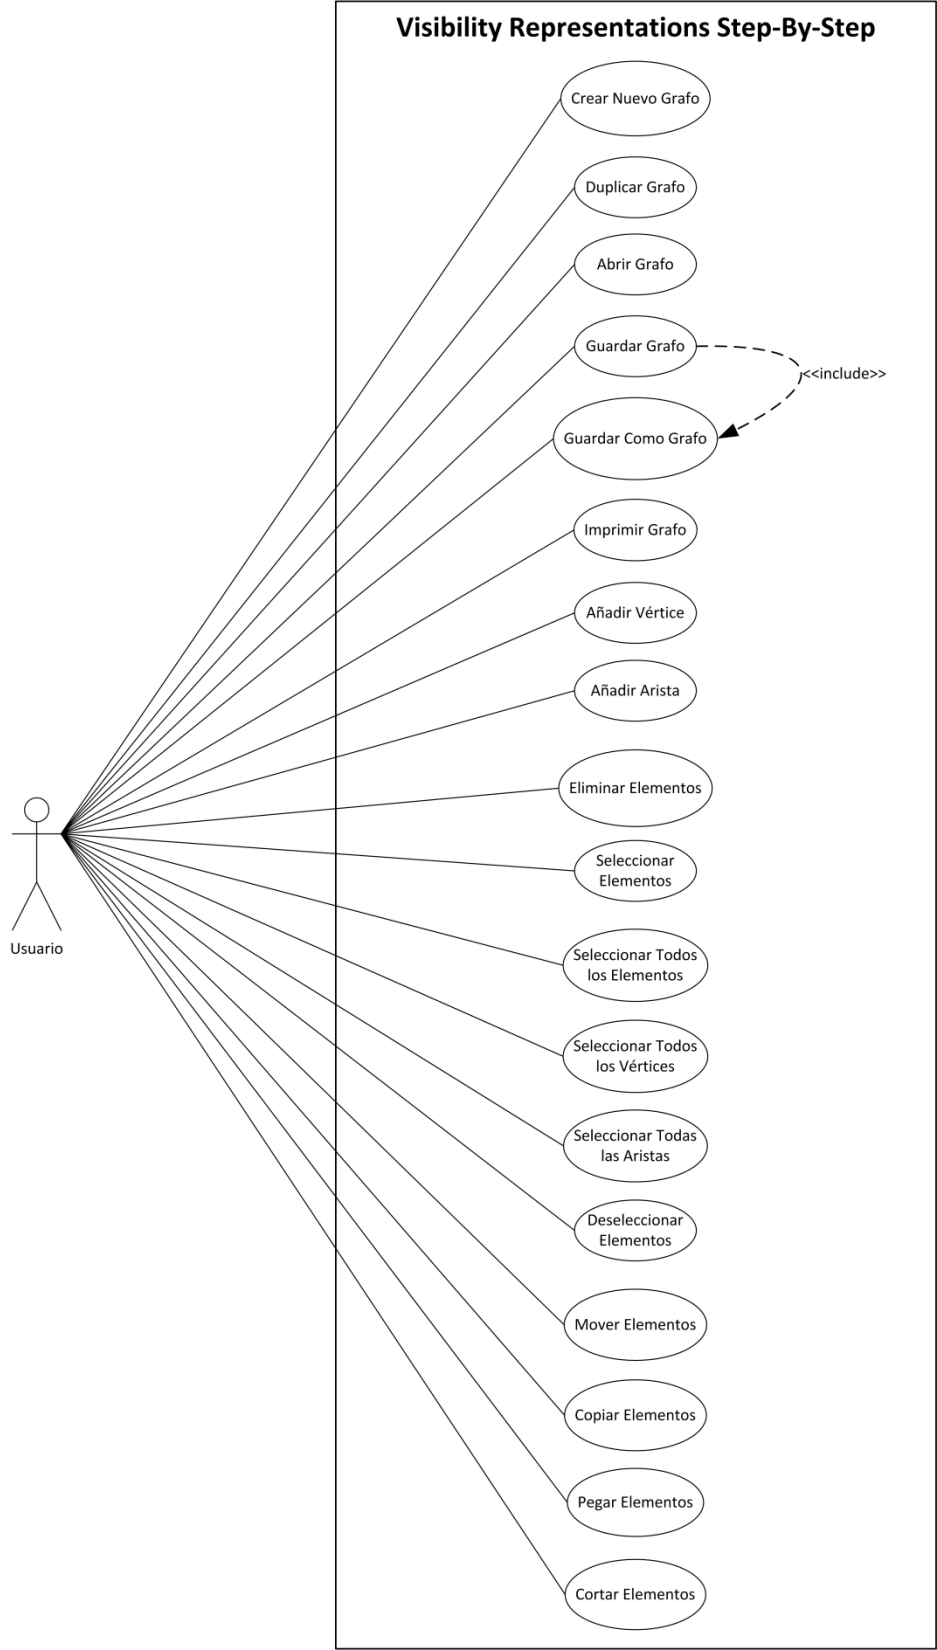 Visibility Representations Step-By-Step
Crear Nuevo Grafo
Duplicar Grafo
Abrir Grafo
Guardar Grafo
<<include>>
Guardar Como Grafo
Imprimir Grafo
Añadir Vértice
Añadir Arista
Eliminar Elementos
Seleccionar
Elementos
Usuario
Seleccionar Todos
los Elementos
Seleccionar Todos
los Vértices
Seleccionar Todas
las Aristas
Deseleccionar
Elementos
Mover Elementos
Copiar Elementos
Pegar Elementos
Cortar Elementos